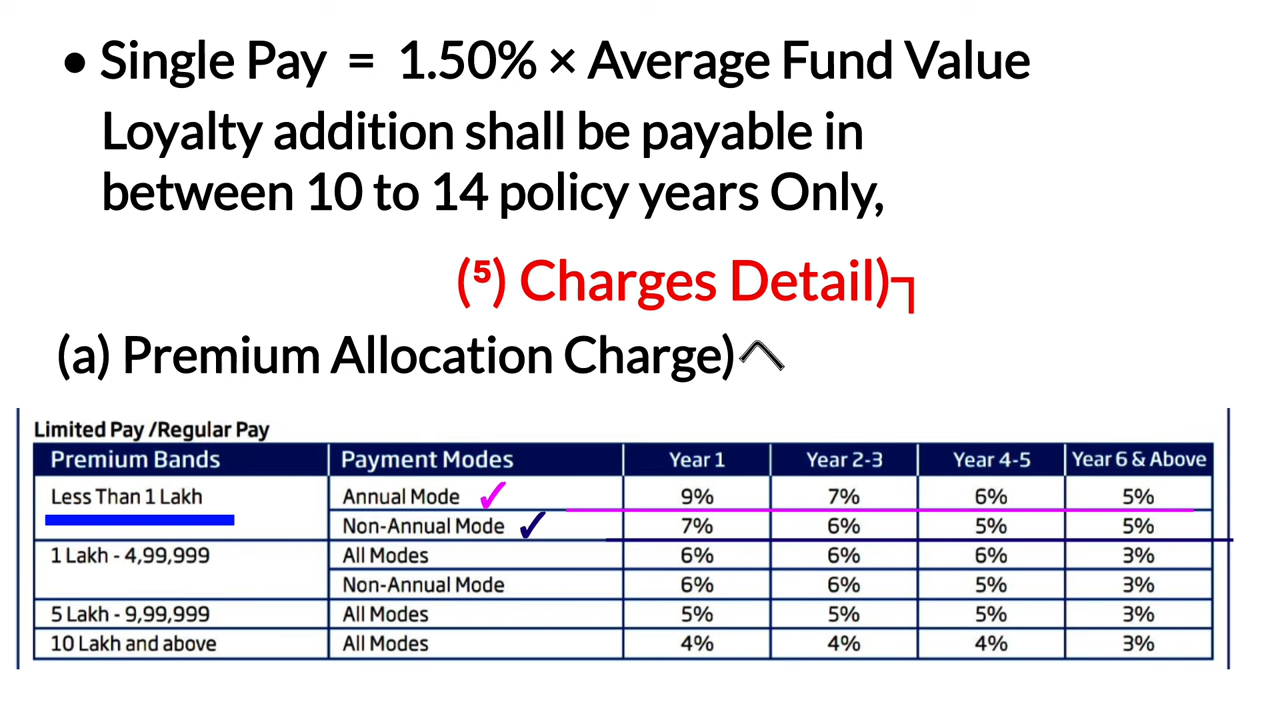 • Single Pay = 1.50% × Average Fund Value
Loyalty addition shall be payable in
between 10 to 14 policy years Only,
(⁵) Charges Detail)┐
(a) Premium Allocation Charge)
Limited Pay /Regular Pay
Premium Bands Payment Modes Year 1 Year 2-3 Year 4-5 Year 6 & Above
Less Than 1 Lakh Annual Mode ✓ 9% 7% 6% 5%
Non-Annual Mode ✓ 7% 6% 5% 5%
1 Lakh - 4,99,999 All Modes 6% 6% 6% 3%
Non-Annual Mode 6% 6% 5% 3%
5 Lakh - 9,99,999 All Modes 5% 5% 5% 3%
10 Lakh and above All Modes 4% 4% 4% 3%